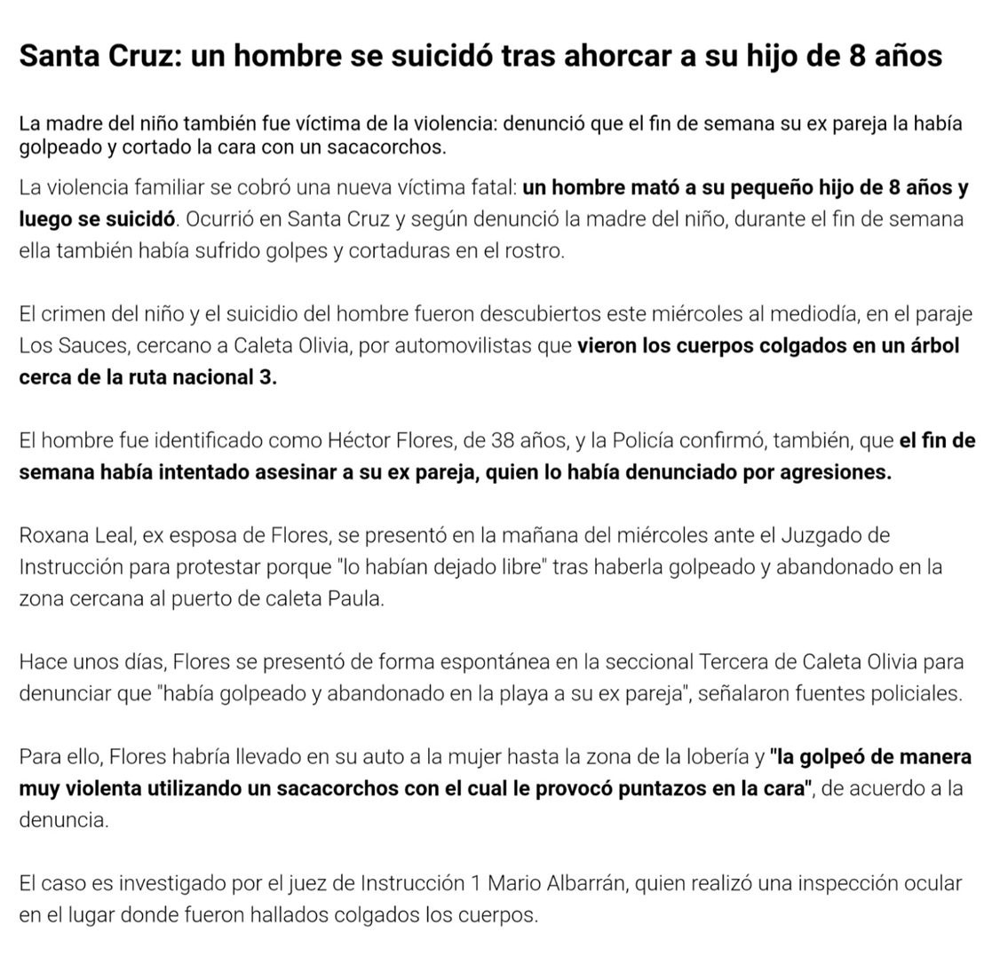 Santa Cruz: un hombre se suicidó tras ahorcar a su hijo de 8 años
La madre del niño también fue víctima de la violencia: denunció que el fin de semana su ex pareja la había
golpeado y cortado la cara con un sacacorchos.
La violencia familiar se cobró una nueva víctima fatal: un hombre mató a su pequeño hijo de 8 años y
luego se suicidó. Ocurrió en Santa Cruz y según denunció la madre del niño, durante el fin de semana
ella también había sufrido golpes y cortaduras en el rostro.
El crimen del niño y el suicidio del hombre fueron descubiertos este miércoles al mediodía, en el paraje
Los Sauces, cercano a Caleta Olivia, por automovilistas que vieron los cuerpos colgados en un árbol
cerca de la ruta nacional 3.
El hombre fue identificado como Héctor Flores, de 38 años, y la Policía confirmó, también, que el fin de
semana había intentado asesinar a su ex pareja, quien lo había denunciado por agresiones.
Roxana Leal, ex esposa de Flores, se presentó en la mañana del miércoles ante el Juzgado de
Instrucción para protestar porque "lo habían dejado libre" tras haberla golpeado y abandonado en la
zona cercana al puerto de caleta Paula.
Hace unos días, Flores se presentó de forma espontánea en la seccional Tercera de Caleta Olivia para
denunciar que "había golpeado y abandonado en la playa a su ex pareja", señalaron fuentes policiales.
Para ello, Flores habría llevado en su auto a la mujer hasta la zona de la lobería y "la golpeó de manera
muy violenta utilizando un sacacorchos con el cual le provocó puntazos en la cara", de acuerdo a la
denuncia.
El caso es investigado por el juez de Instrucción 1 Mario Albarrán, quien realizó una inspección ocular
en el lugar donde fueron hallados colgados los cuerpos.